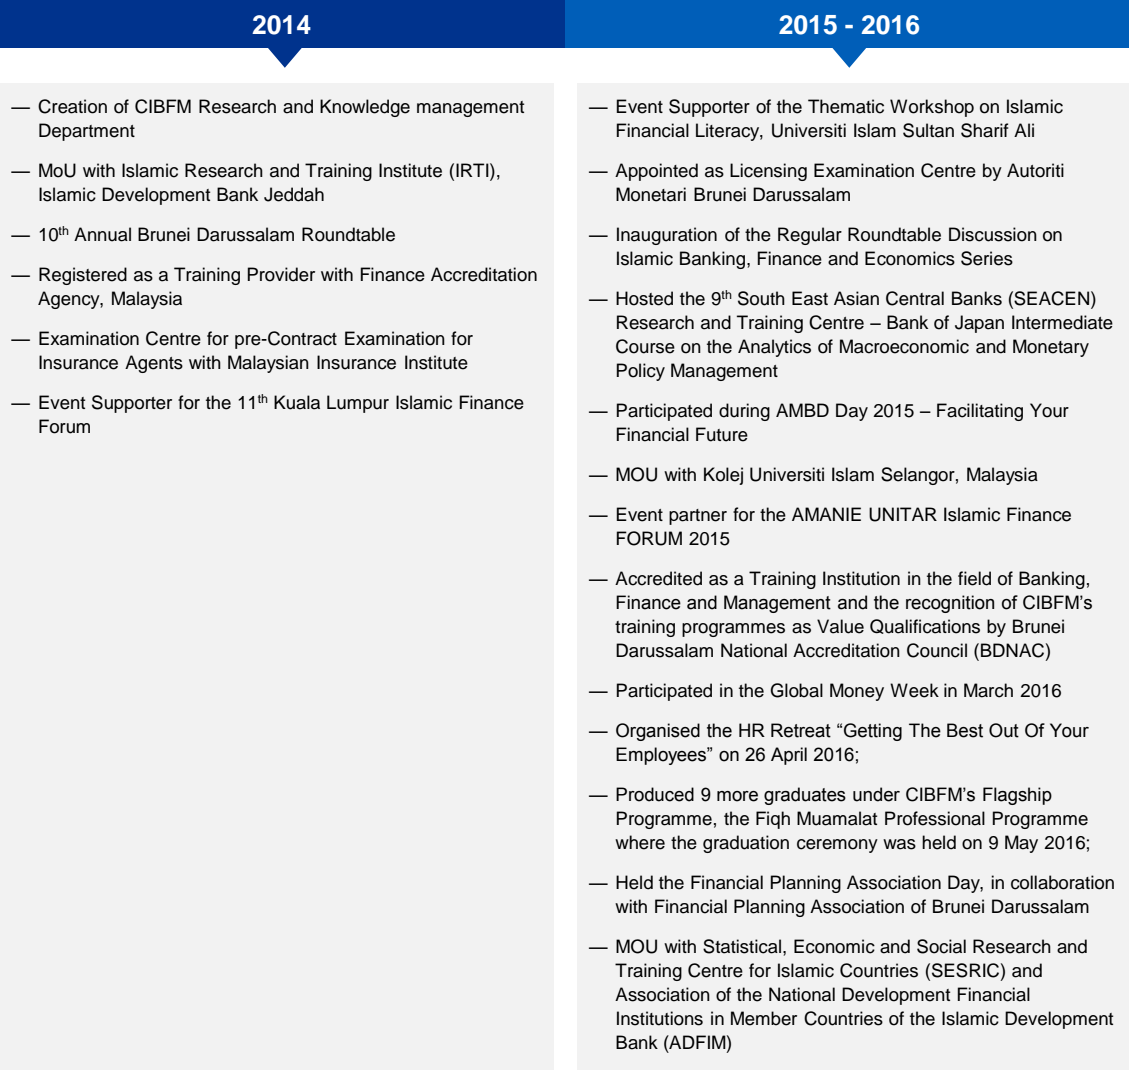 2014
— Creation of CIBFM Research and Knowledge management
Department
— MoU with Islamic Research and Training Institute (IRTI),
Islamic Development Bank Jeddah
— 10th Annual Brunei Darussalam Roundtable
— Registered as a Training Provider with Finance Accreditation
Agency, Malaysia
— Examination Centre for pre-Contract Examination for
Insurance Agents with Malaysian Insurance Institute
— Event Supporter for the 11th Kuala Lumpur Islamic Finance
Forum
2015 - 2016
— Event Supporter of the Thematic Workshop on Islamic
Financial Literacy, Universiti Islam Sultan Sharif Ali
— Appointed as Licensing Examination Centre by Autoriti
Monetari Brunei Darussalam
— Inauguration of the Regular Roundtable Discussion on
Islamic Banking, Finance and Economics Series
— Hosted the 9th South East Asian Central Banks (SEACEN)
Research and Training Centre – Bank of Japan Intermediate
Course on the Analytics of Macroeconomic and Monetary
Policy Management
— Participated during AMBD Day 2015 – Facilitating Your
Financial Future
— MOU with Kolej Universiti Islam Selangor, Malaysia
— Event partner for the AMANIE UNITAR Islamic Finance
FORUM 2015
— Accredited as a Training Institution in the field of Banking,
Finance and Management and the recognition of CIBFM’s
training programmes as Value Qualifications by Brunei
Darussalam National Accreditation Council (BDNAC)
— Participated in the Global Money Week in March 2016
— Organised the HR Retreat “Getting The Best Out Of Your
Employees” on 26 April 2016;
— Produced 9 more graduates under CIBFM’s Flagship
Programme, the Fiqh Muamalat Professional Programme
where the graduation ceremony was held on 9 May 2016;
— Held the Financial Planning Association Day, in collaboration
with Financial Planning Association of Brunei Darussalam
— MOU with Statistical, Economic and Social Research and
Training Centre for Islamic Countries (SESRIC) and
Association of the National Development Financial
Institutions in Member Countries of the Islamic Development
Bank (ADFIM)